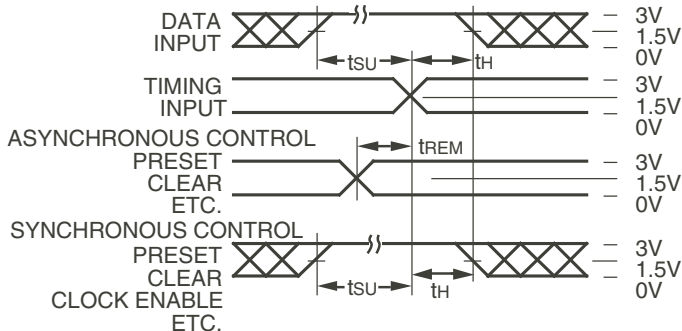 DATA
INPUT
3V
1.5V
0V
tSU
tH
TIMING
INPUT
3V
1.5V
0V
ASYNCHRONOUS CONTROL
PRESET
CLEAR
ETC.
tREM
3V
1.5V
0V
SYNCHRONOUS CONTROL
PRESET
CLEAR
CLOCK ENABLE
ETC.
tSU
tH
3V
1.5V
0V